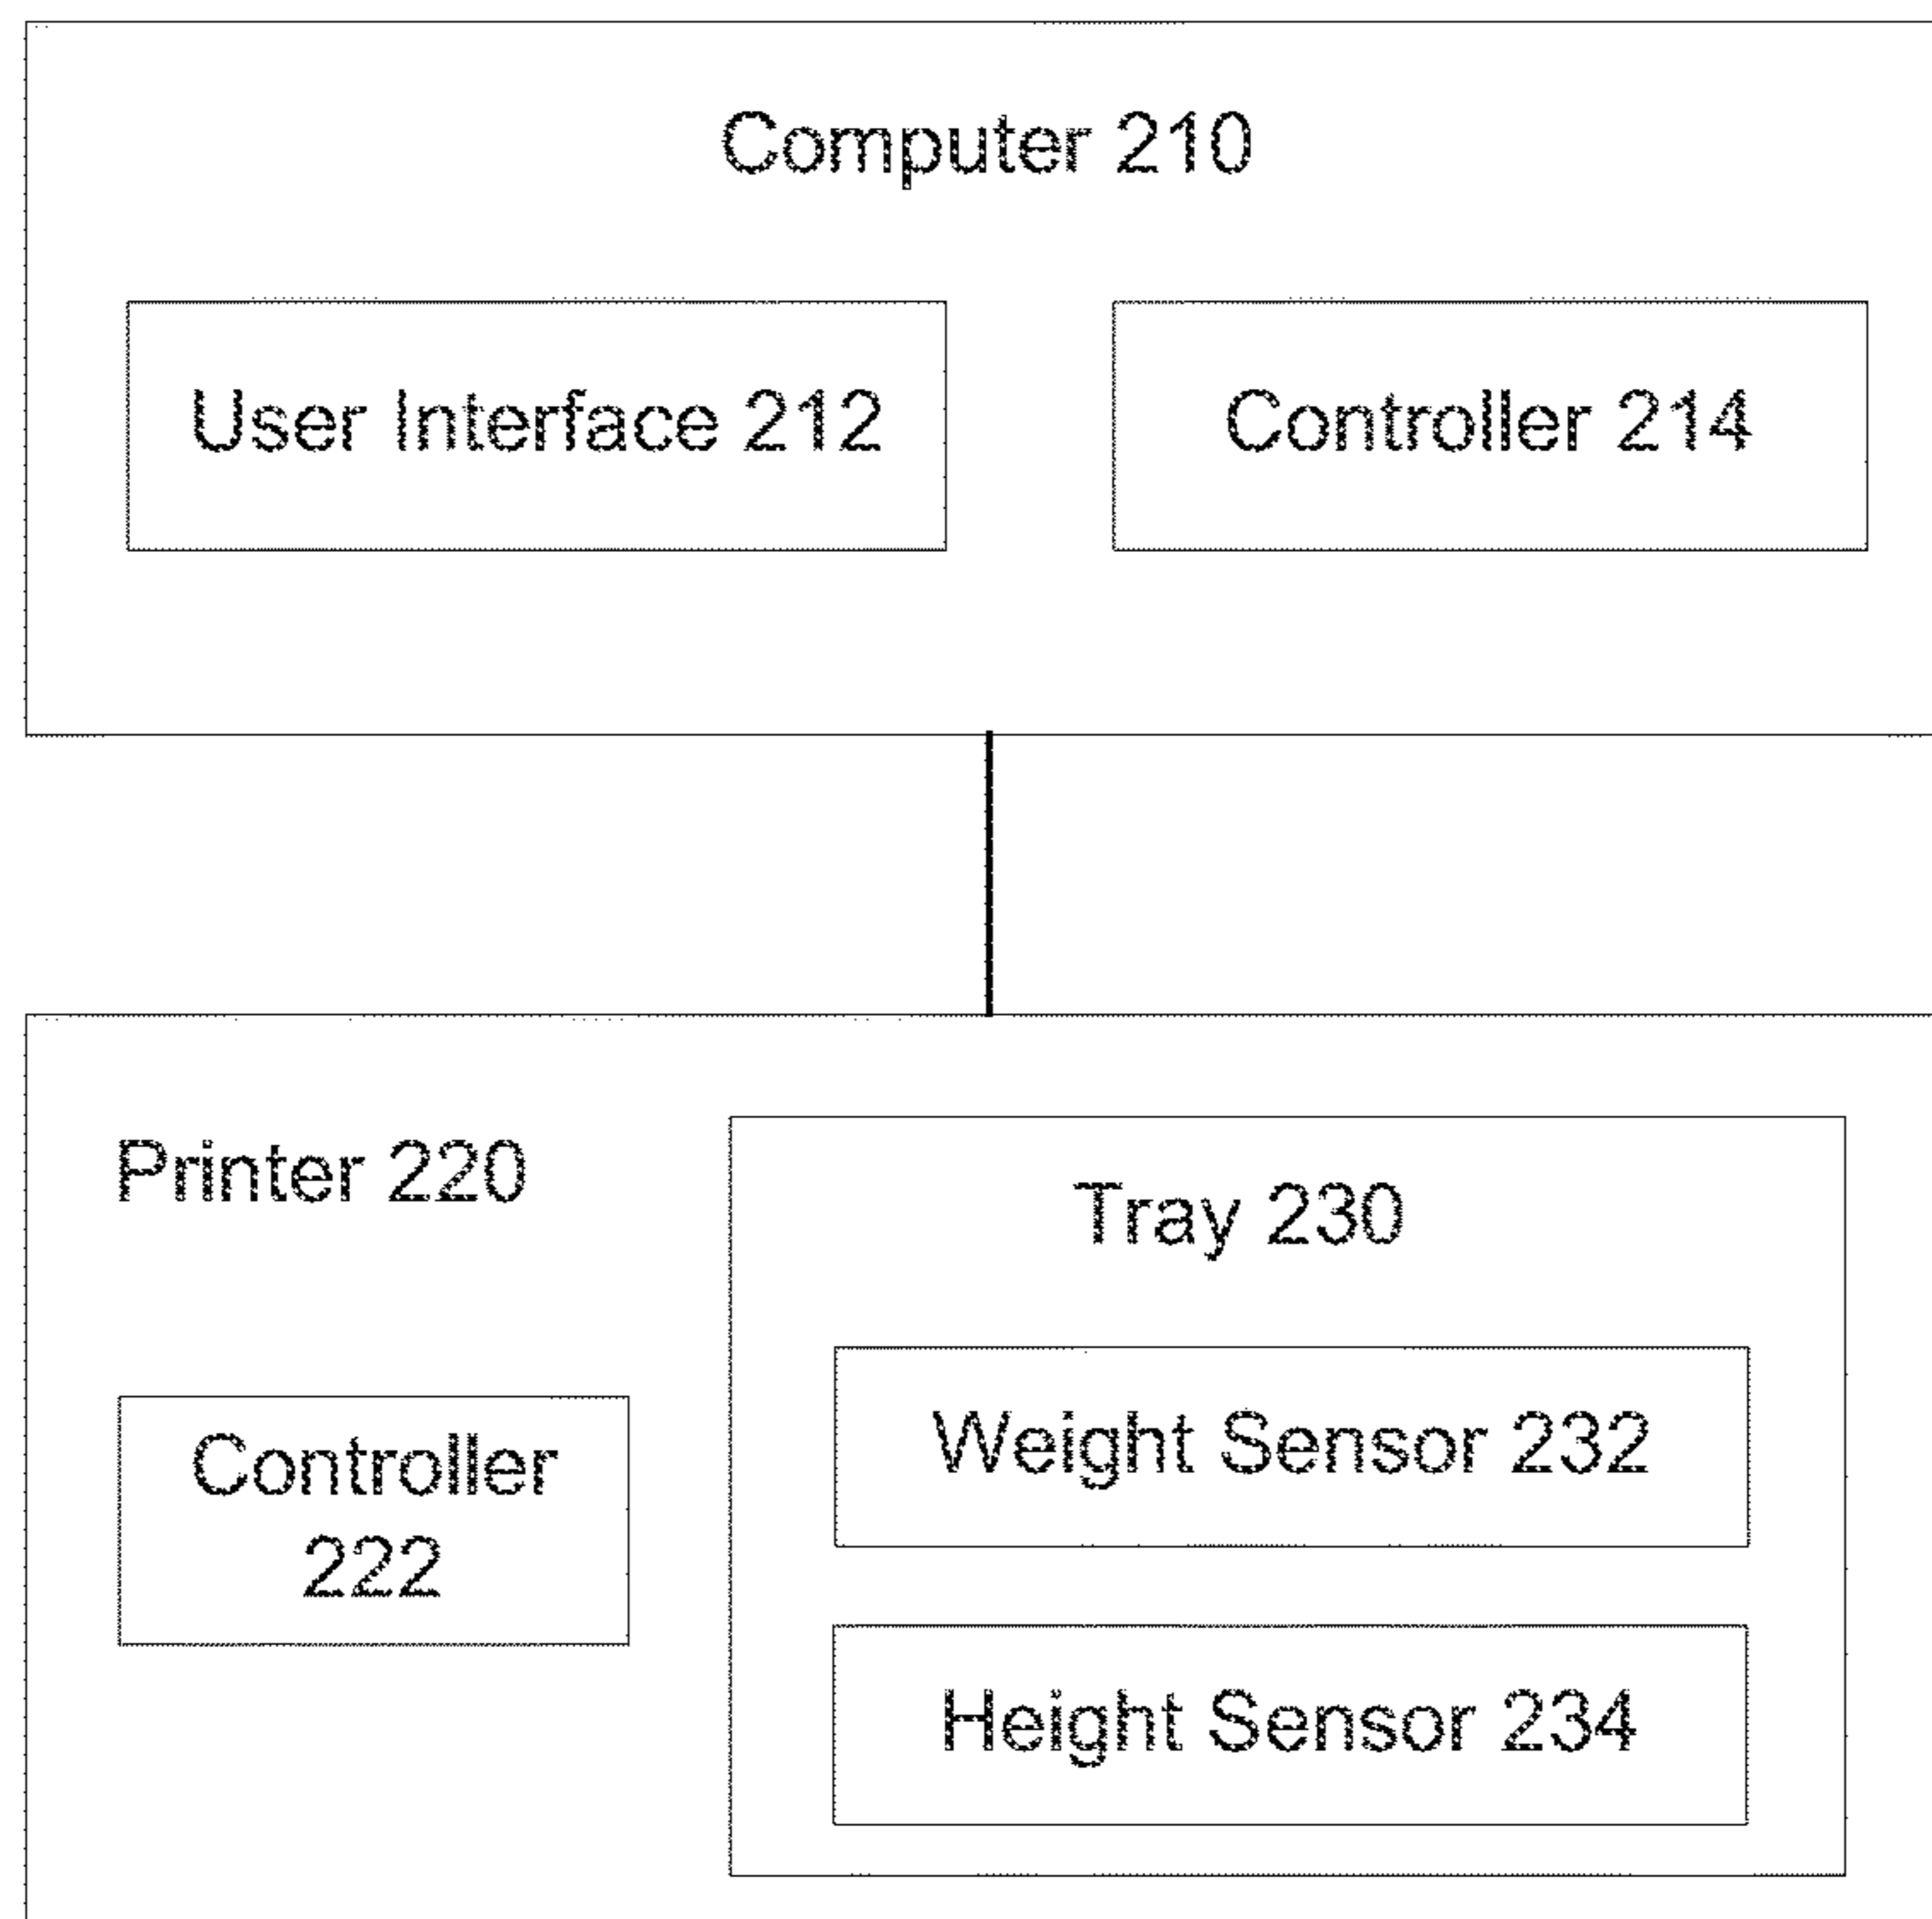 Computer 210
User Interface 212
Controller 214
Printer 220
Tray 230
Controller
222
Weight Sensor 232
Height Sensor 234